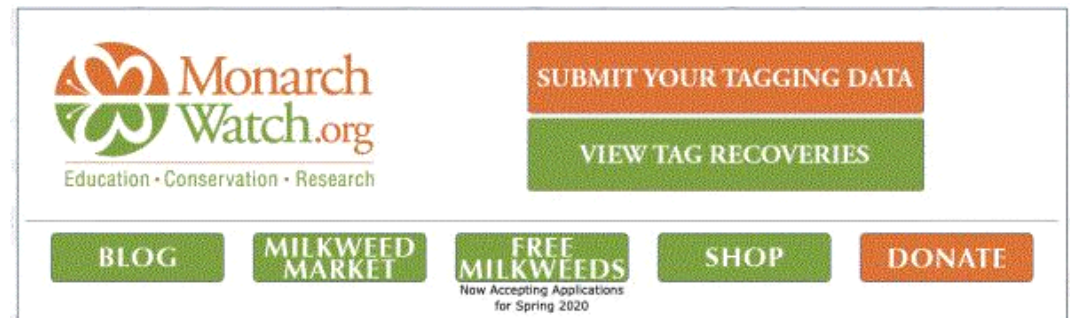 Monarch
Watch.org
Education • Conservation • Research
SUBMIT YOUR TAGGING DATA
VIEW TAG RECOVERIES
BLOG
MILKWEED
MARKET
FREE
MILKWEEDS
Now Accepting Applications
for Spring 2020
SHOP
DONATE